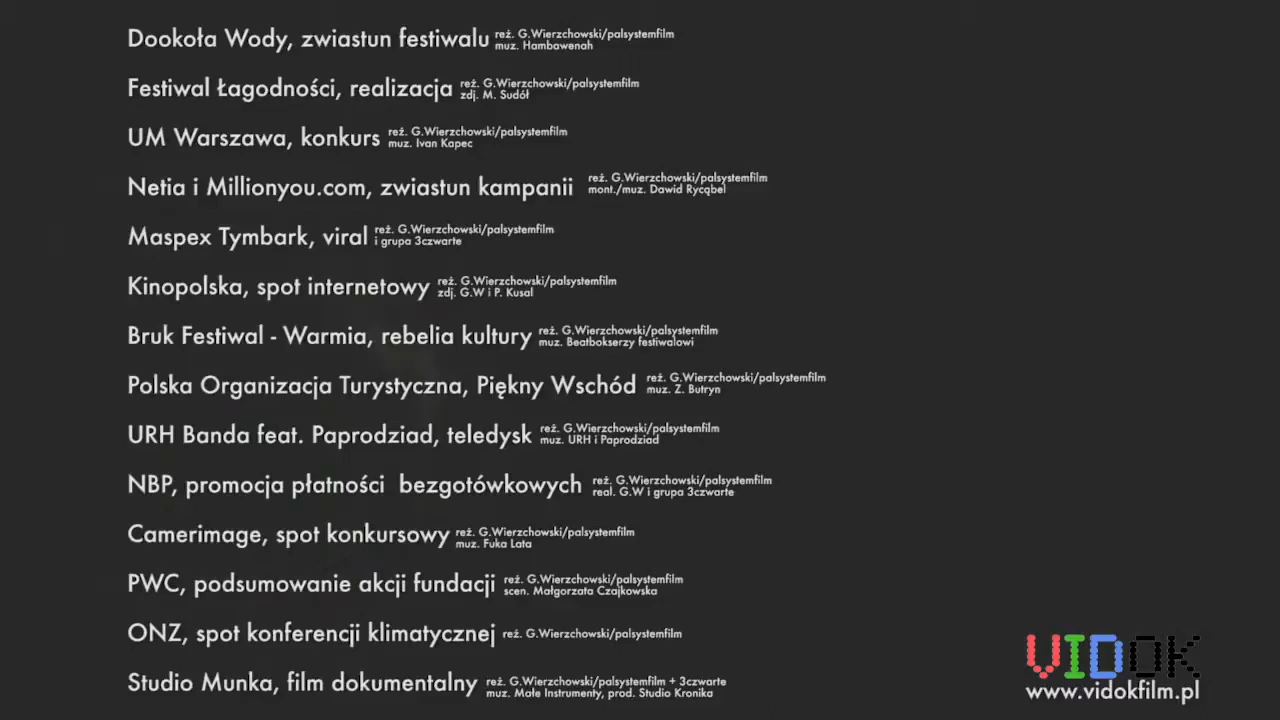 Dookoła Wody, zwiastun festiwalu reż. G.Wierzchowski/palsystemfilm
muz. Hambawenah
Festiwal Łagodności, realizacja reż. G.Wierzchowski/palsystemfilm
zdj. M. Sudół
UM Warszawa, konkurs reż. G.Wierzchowski/palsystemfilm
muz. Ivan Kapec
Netia i Millionyou.com, zwiastun kampanii reż. G.Wierzchowski/palsystemfilm
mont./muz. Dawid Rycąbel
Maspex Tymbark, viral reż. G.Wierzchowski/palsystemfilm
i grupa 3czwarte
Kinopolska, spot internetowy reż. G.Wierzchowski/palsystemfilm
zdj. G.W i P. Kusal
Bruk Festiwal - Warmia, rebelia kultury reż. G.Wierzchowski/palsystemfilm
muz. Beatbokserzy festiwalowi
Polska Organizacja Turystyczna, Piękny Wschód reż. G.Wierzchowski/palsystemfilm
muz. Z. Butryn
URH Banda feat. Paprodziad, teledysk reż. G.Wierzchowski/palsystemfilm
muz. URH i Paprodziad
NBP, promocja płatności bezgotówkowych reż. G.Wierzchowski/palsystemfilm
real. G.W i grupa 3czwarte
Camerimage, spot konkursowy reż. G.Wierzchowski/palsystemfilm
muz. Fuka Lata
PWC, podsumowanie akcji fundacji reż. G.Wierzchowski/palsystemfilm
scen. Małgorzata Czajkowska
ONZ, spot konferencji klimatycznej reż. G.Wierzchowski/palsystemfilm
Studio Munka, film dokumentalny reż. G.Wierzchowski/palsystemfilm + 3czwarte
muz. Małe Instrumenty, prod. Studio Kronika
VIDOK
www.vidokfilm.pl